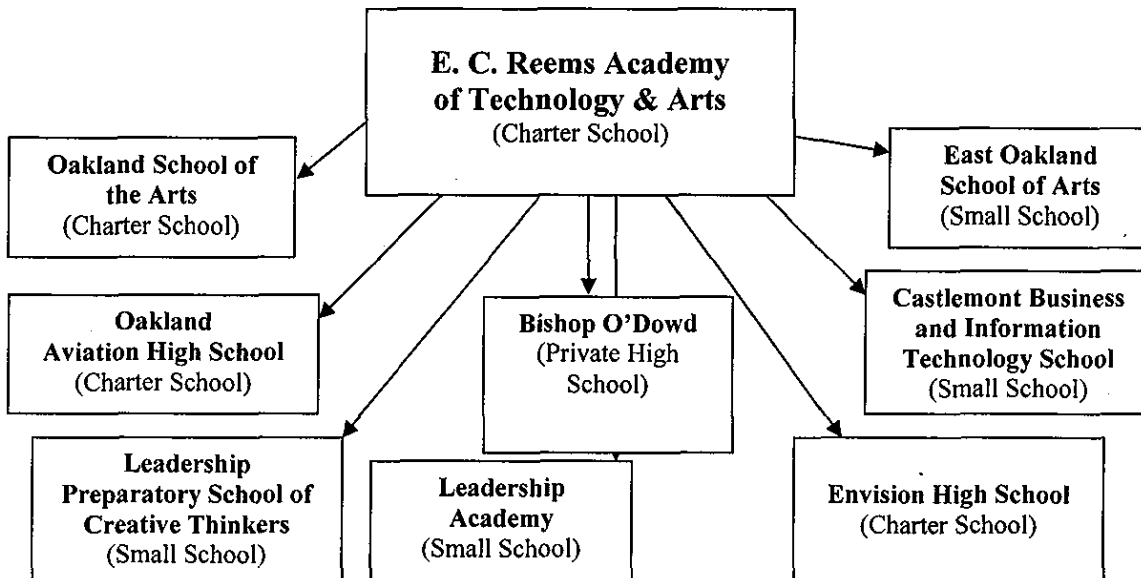 E. C. Reems Academy
of Technology & Arts
(Charter School)
Oakland School of
the Arts
(Charter School)
East Oakland
School of Arts
(Small School)
Oakland
Aviation High School
(Charter School)
Bishop O'Dowd
(Private High
School)
Castlemont Business
and Information
Technology School
(Small School)
Leadership
Preparatory School of
Creative Thinkers
(Small School)
Leadership
Academy
(Small School)
Envision High School
(Charter School)